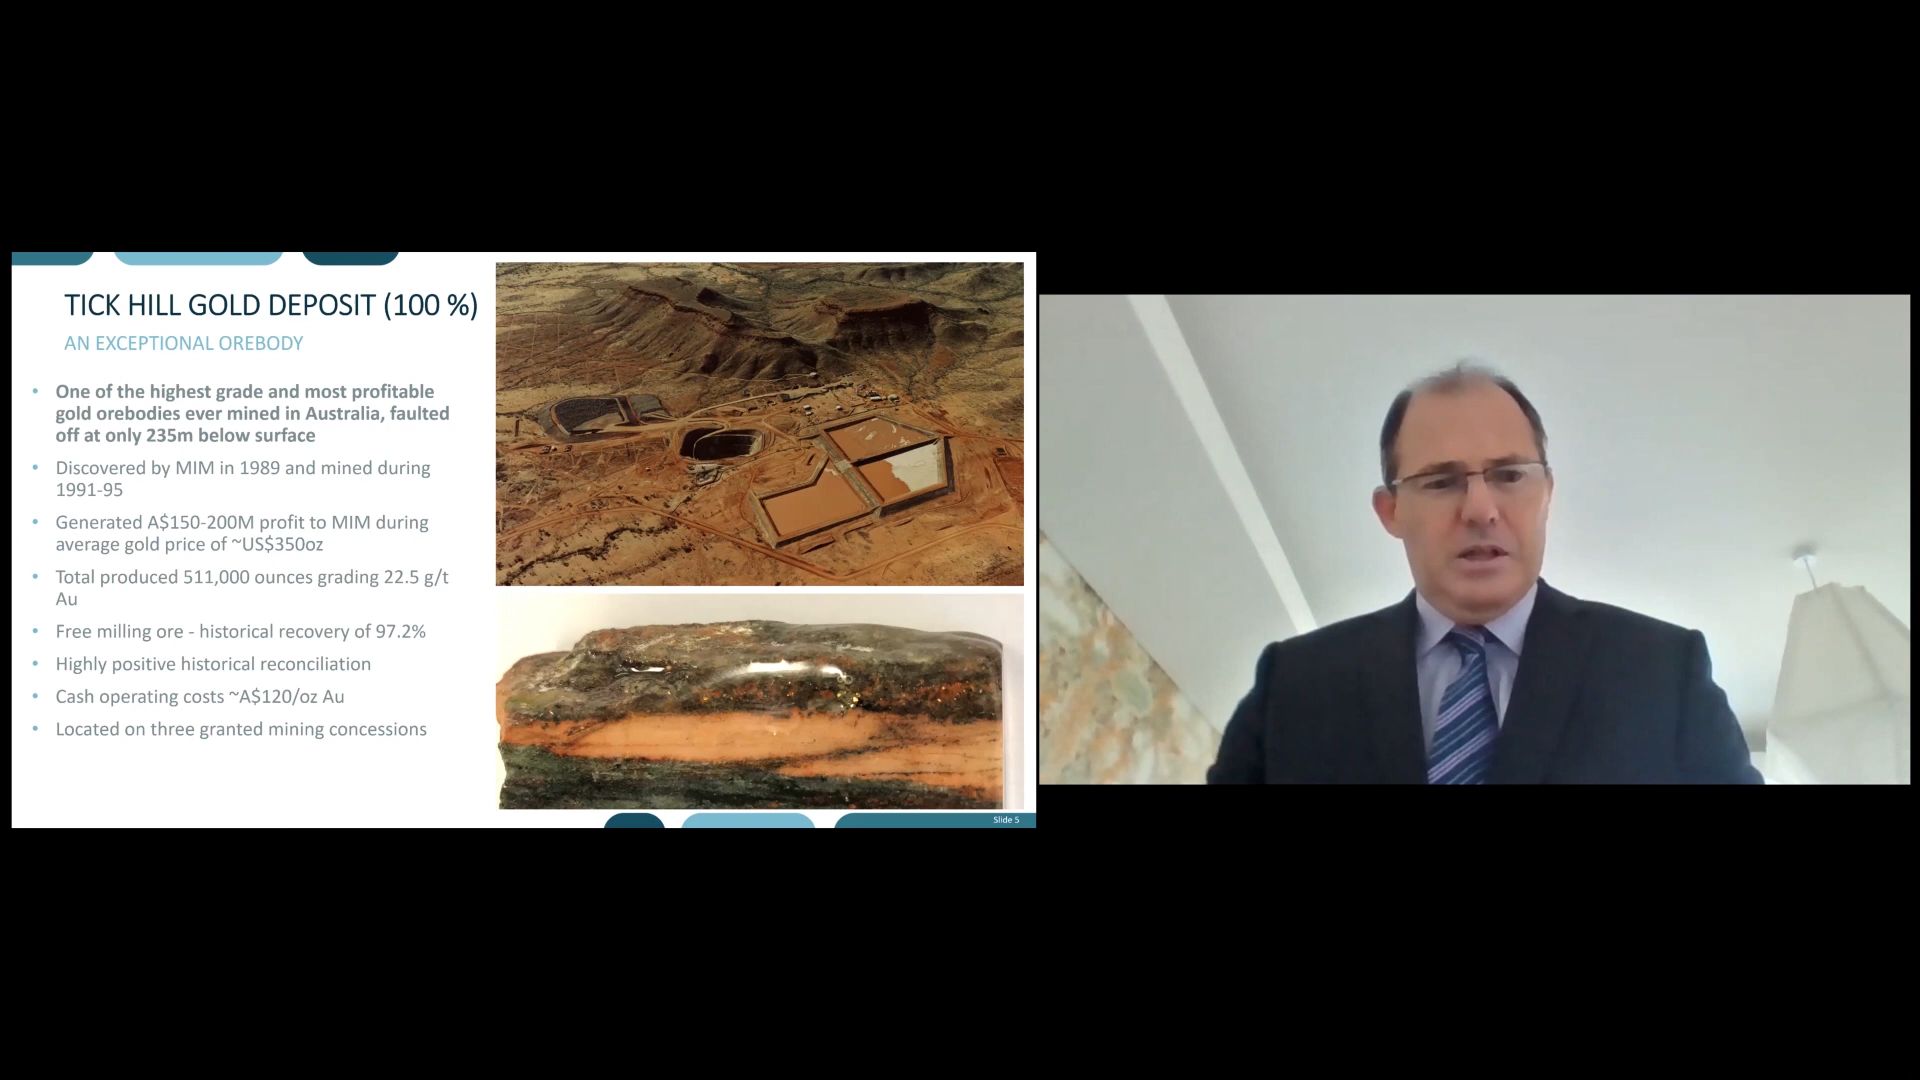 TICK HILL GOLD DEPOSIT (100 %)
AN EXCEPTIONAL OREBODY
• One of the highest grade and most profitable
gold orebodies ever mined in Australia, faulted
off at only 235m below surface
• Discovered by MIM in 1989 and mined during
1991-95
• Generated A$150-200M profit to MIM during
average gold price of ~US$350oz
• Total produced 511,000 ounces grading 22.5 g/t
Au
• Free milling ore - historical recovery of 97.2%
• Highly positive historical reconciliation
• Cash operating costs ~A$120/oz Au
• Located on three granted mining concessions
Slide 5